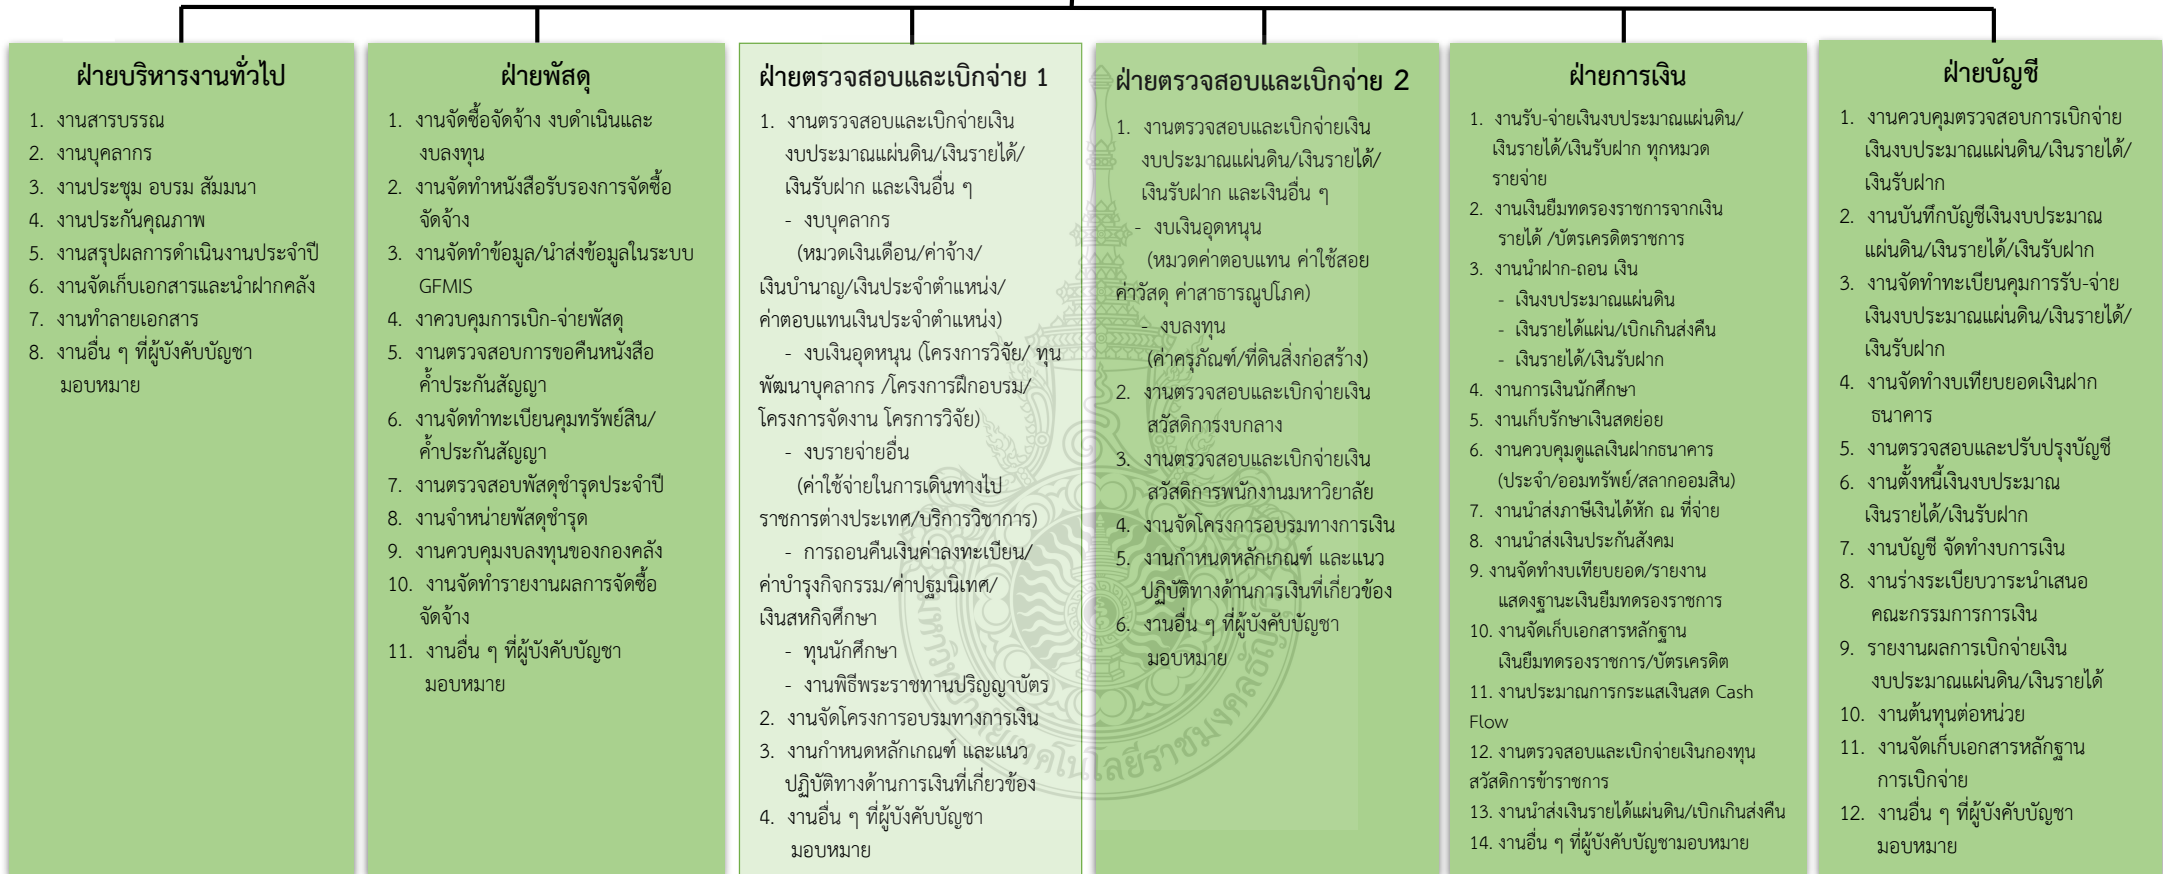 ฝ่ายบริหารงานทั่วไป
1. งานสารบรรณ
2. งานบุคลากร
3. งานประชุม อบรม สัมมนา
4. งานประกันคุณภาพ
5. งานสรุปผลการดำเนินงานประจำปี
6. งานจัดเก็บเอกสารและนำฝากคลัง
7. งานทำลายเอกสาร
8. งานอื่น ๆ ที่ผู้บังคับบัญชา
มอบหมาย
ฝ่ายพัสดุ
1. งานจัดซื้อจัดจ้าง งบดำเนินและ
งบลงทุน
2. งานจัดทำหนังสือรับรองการจัดซื้อ
จัดจ้าง
3. งานจัดทำข้อมูล/นำส่งข้อมูลในระบบ
GFMIS
4. งาควบคุมการเบิก-จ่ายพัสดุ
5. งานตรวจสอบการขอคืนหนังสือ
ค้ำประกันสัญญา
6. งานจัดทำทะเบียนคุมทรัพย์สิน/
ค้ำประกันสัญญา
7. งานตรวจสอบพัสดุชำรุดประจำปี
8. งานจำหน่ายพัสดุชำรุด
9. งานควบคุมงบลงทุนของกองคลัง
10. งานจัดทำรายงานผลการจัดซื้อ
จัดจ้าง
11. งานอื่น ๆ ที่ผู้บังคับบัญชา
มอบหมาย
ฝ่ายตรวจสอบและเบิกจ่าย 1
1. งานตรวจสอบและเบิกจ่ายเงิน
งบประมาณแผ่นดิน/เงินรายได้/
เงินรับฝาก และเงินอื่น ๆ
- งบบุคลากร
(หมวดเงินเดือน/ค่าจ้าง/
เงินบำนาญ/เงินประจำตำแหน่ง/
ค่าตอบแทนเงินประจำตำแหน่ง)
- งบเงินอุดหนุน (โครงการวิจัย/ ทุน
พัฒนาบุคลากร /โครงการฝึกอบรม/
โครงการจัดงาน โครการวิจัย)
- งบรายจ่ายอื่น
(ค่าใช้จ่ายในการเดินทางไป
ราชการต่างประเทศ/บริการวิชาการ)
- การถอนคืนเงินค่าลงทะเบียน/
ค่าบำรุงกิจกรรม/ค่าปฐมนิเทศ/
เงินสหกิจศึกษา
- ทุนนักศึกษา
- งานพิธีพระราชทานปริญญาบัตร
2. งานจัดโครงการอบรมทางการเงิน
3. งานกำหนดหลักเกณฑ์ และแนว
ปฏิบัติทางด้านการเงินที่เกี่ยวข้อง
4. งานอื่น ๆ ที่ผู้บังคับบัญชา
มอบหมาย
ฝ่ายตรวจสอบและเบิกจ่าย 2
1. งานตรวจสอบและเบิกจ่ายเงิน
งบประมาณแผ่นดิน/เงินรายได้/
เงินรับฝาก และเงินอื่น ๆ
- งบเงินอุดหนุน
(หมวดค่าตอบแทน ค่าใช้สอย
ค่าวัสดุ ค่าสาธารณูปโภค)
- งบลงทุน
(ค่าครุภัณฑ์/ที่ดินสิ่งก่อสร้าง)
2. งานตรวจสอบและเบิกจ่ายเงิน
สวัสดิการงบกลาง
3. งานตรวจสอบและเบิกจ่ายเงิน
สวัสดิการพนักงานมหาวิยาลัย
4. งานจัดโครงการอบรมทางการเงิน
5. งานกำหนดหลักเกณฑ์ และแนว
ปฏิบัติทางด้านการเงินที่เกี่ยวข้อง
6. งานอื่น ๆ ที่ผู้บังคับบัญชา
มอบหมาย
ฝ่ายการเงิน
1. งานรับ-จ่ายเงินงบประมาณแผ่นดิน/
เงินรายได้/เงินรับฝาก ทุกหมวด
รายจ่าย
2. งานเงินยืมทดรองราชการจากเงิน
รายได้ /บัตรเครดิตราชการ
3. งานนำฝาก-ถอน เงิน
- เงินงบประมาณแผ่นดิน
- เงินรายได้แผ่น/เบิกเกินส่งคืน
- เงินรายได้/เงินรับฝาก
4. งานการเงินนักศึกษา
5. งานเก็บรักษาเงินสดย่อย
6. งานควบคุมดูแลเงินฝากธนาคาร
(ประจำ/ออมทรัพย์/สลากออมสิน)
7. งานนำส่งภาษีเงินได้หัก ณ ที่จ่าย
8. งานนำส่งเงินประกันสังคม
9. งานจัดทำงบเทียบยอด/รายงาน
แสดงฐานะเงินยืมทดรองราชการ
10. งานจัดเก็บเอกสารหลักฐาน
เงินยืมทดรองราชการ/บัตรเครดิต
11. งานประมาณการกระแสเงินสด Cash
Flow
12. งานตรวจสอบและเบิกจ่ายเงินกองทุน
สวัสดิการข้าราชการ
13. งานนำส่งเงินรายได้แผ่นดิน/เบิกเกินส่งคืน
14. งานอื่น ๆ ที่ผู้บังคับบัญชามอบหมาย
ฝ่ายบัญชี
1. งานควบคุมตรวจสอบการเบิกจ่าย
เงินงบประมาณแผ่นดิน/เงินรายได้/
เงินรับฝาก
2. งานบันทึกบัญชีเงินงบประมาณ
แผ่นดิน/เงินรายได้/เงินรับฝาก
3. งานจัดทำทะเบียนคุมการรับ-จ่าย
เงินงบประมาณแผ่นดิน/เงินรายได้/
เงินรับฝาก
4. งานจัดทำงบเทียบยอดเงินฝาก
ธนาคาร
5. งานตรวจสอบและปรับปรุงบัญชี
6. งานตั้งหนี้เงินงบประมาณ
เงินรายได้/เงินรับฝาก
7. งานบัญชี จัดทำงบการเงิน
8. งานร่างระเบียบวาระนำเสนอ
คณะกรรมการการเงิน
9. รายงานผลการเบิกจ่ายเงิน
งบประมาณแผ่นดิน/เงินรายได้
10. งานต้นทุนต่อหน่วย
11. งานจัดเก็บเอกสารหลักฐาน
การเบิกจ่าย
12. งานอื่น ๆ ที่ผู้บังคับบัญชา
มอบหมาย